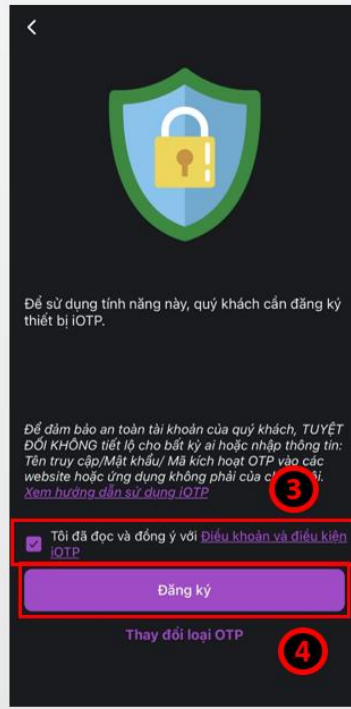 Để sử dụng tính năng này, quý khách cần đăng ký
thiết bị iOTP.
Để đảm bảo an toàn tài khoản của quý khách, TUYỆT
ĐỐI KHÔNG tiết lộ cho bất kỳ ai hoặc nhập thông tin:
Tên truy cập/Mật khẩu/ Mã kích hoạt OTP vào các
website hoặc ứng dụng không phải của
Xem hướng dẫn sử dụng iOTP
3
Tôi đã đọc và đồng ý với Điều khoản và điều kiện
iOTP
Đăng ký
Thay đổi loại OTP
4